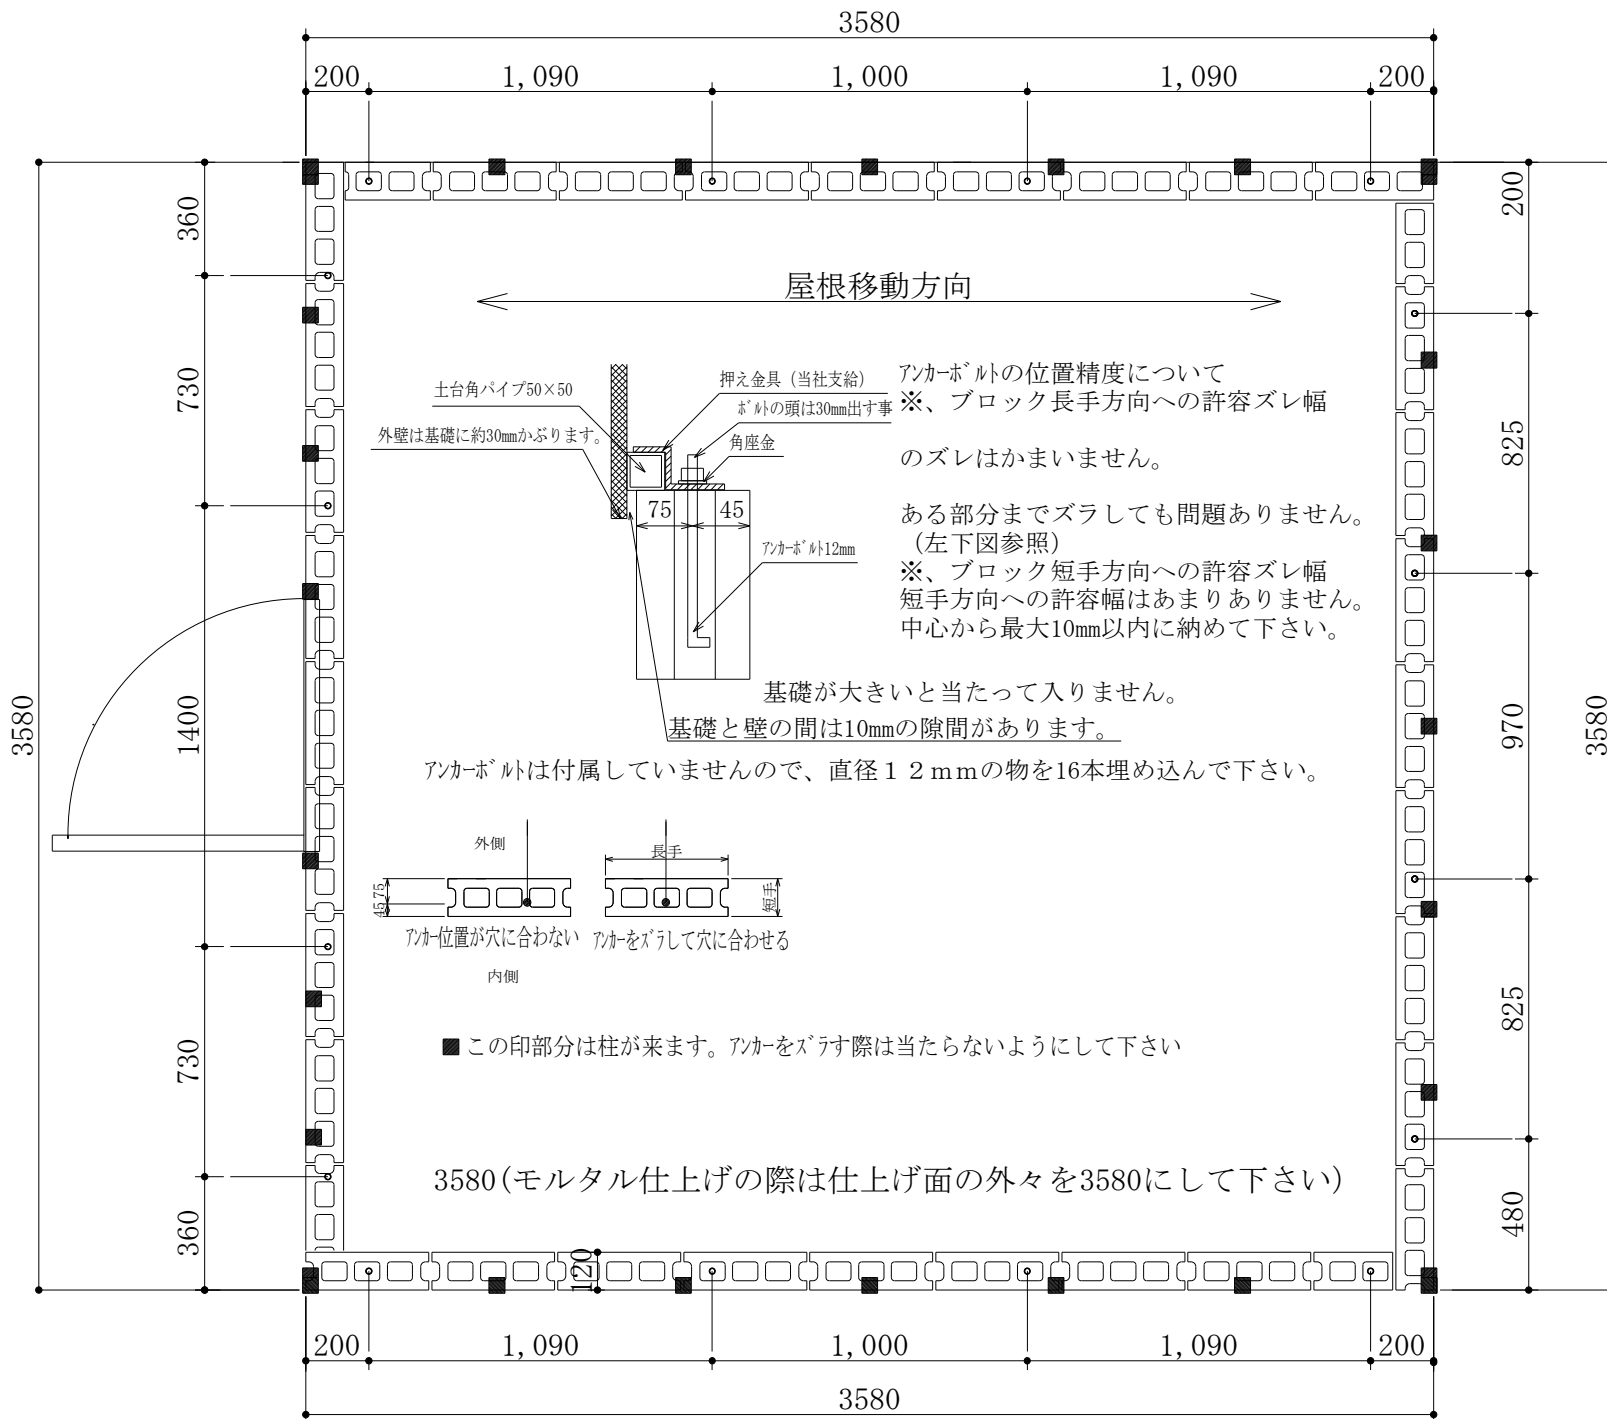 3580
200
1,090
1,000
1,090
200
360
730
1400
730
360
3580
200
825
970
825
480
3580
屋根移動方向
土台角パイプ50×50
外壁は基礎に約30mmかぶります。
押え金具（当社支給）
ボルトの頭は30mm出す事
角座金
75
45
アンカーボルト12mm
アンカーボルトの位置精度について
※、ブロック長手方向への許容ズレ幅
のズレはかまいません。
ある部分までズラしても問題ありません。
（左下図参照）
※、ブロック短手方向への許容ズレ幅
短手方向への許容幅はあまりありません。
中心から最大10mm以内に納めて下さい。
基礎が大きいと当たって入りません。
基礎と壁の間は10mmの隙間があります。
アンカーボルトは付属していませんので、直径１２ｍｍの物を16本埋め込んで下さい。
外側
長手
75
45
短手
アンカー位置が穴に合わない
アンカーをズラして穴に合わせる
内側
■この印部分は柱が来ます。アンカーをズラす際は当たらないようにして下さい
3580(モルタル仕上げの際は仕上げ面の外々を3580にして下さい)
120
200
1,090
1,000
1,090
200
3580